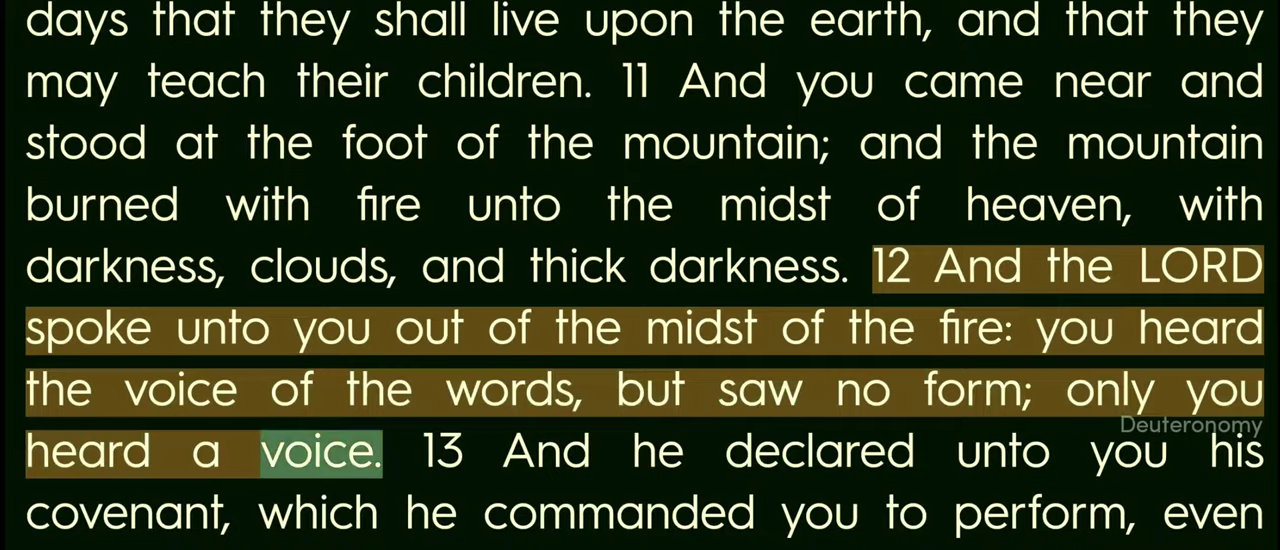 days that they shall live upon the earth, and that they
may teach their children. 11 And you came near and
stood at the foot of the mountain; and the mountain
burned with fire unto the midst of heaven, with
darkness, clouds, and thick darkness. 12 And the LORD
spoke unto you out of the midst of the fire: you heard
the voice of the words, but saw no form; only you
Deuteronomy
heard a voice. 13 And he declared unto you his
covenant, which he commanded you to perform, even